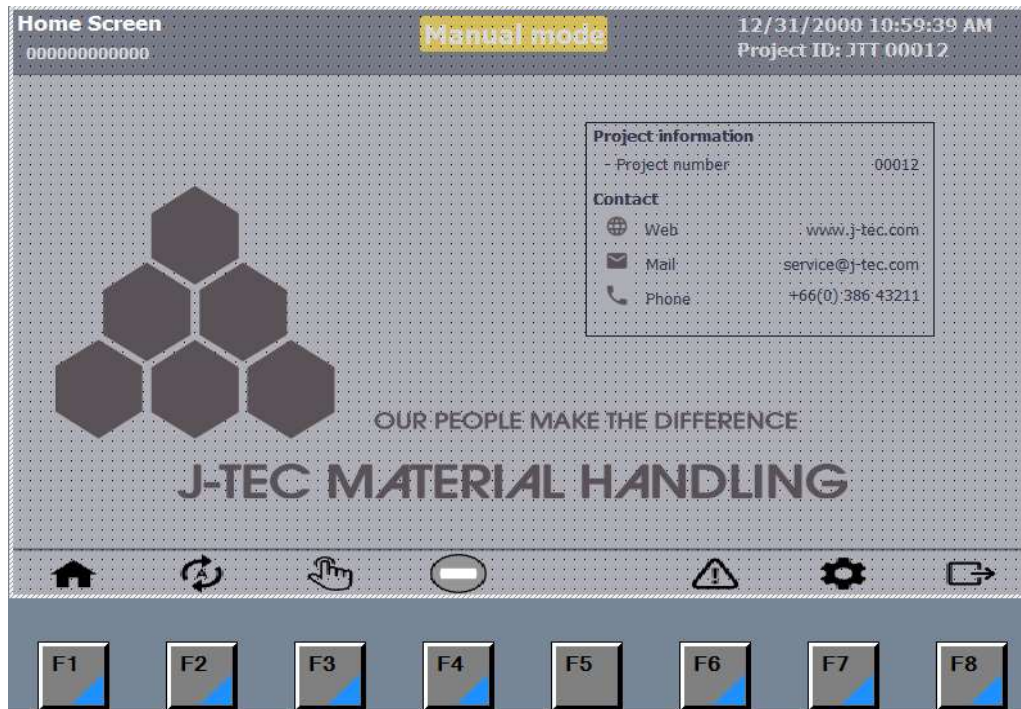 Home Screen
000000000000
Manual mode
12/31/2000 10:59:39 AM
Project ID: JTT 00012
Project information
- Project number 00012
Contact
Web www.j-tec.com
Mail service@j-tec.com
Phone +66(0) 386 43211
OUR PEOPLE MAKE THE DIFFERENCE
J-TEC MATERIAL HANDLING
A
F1 F2 F3 F4 F5 F6 F7 F8